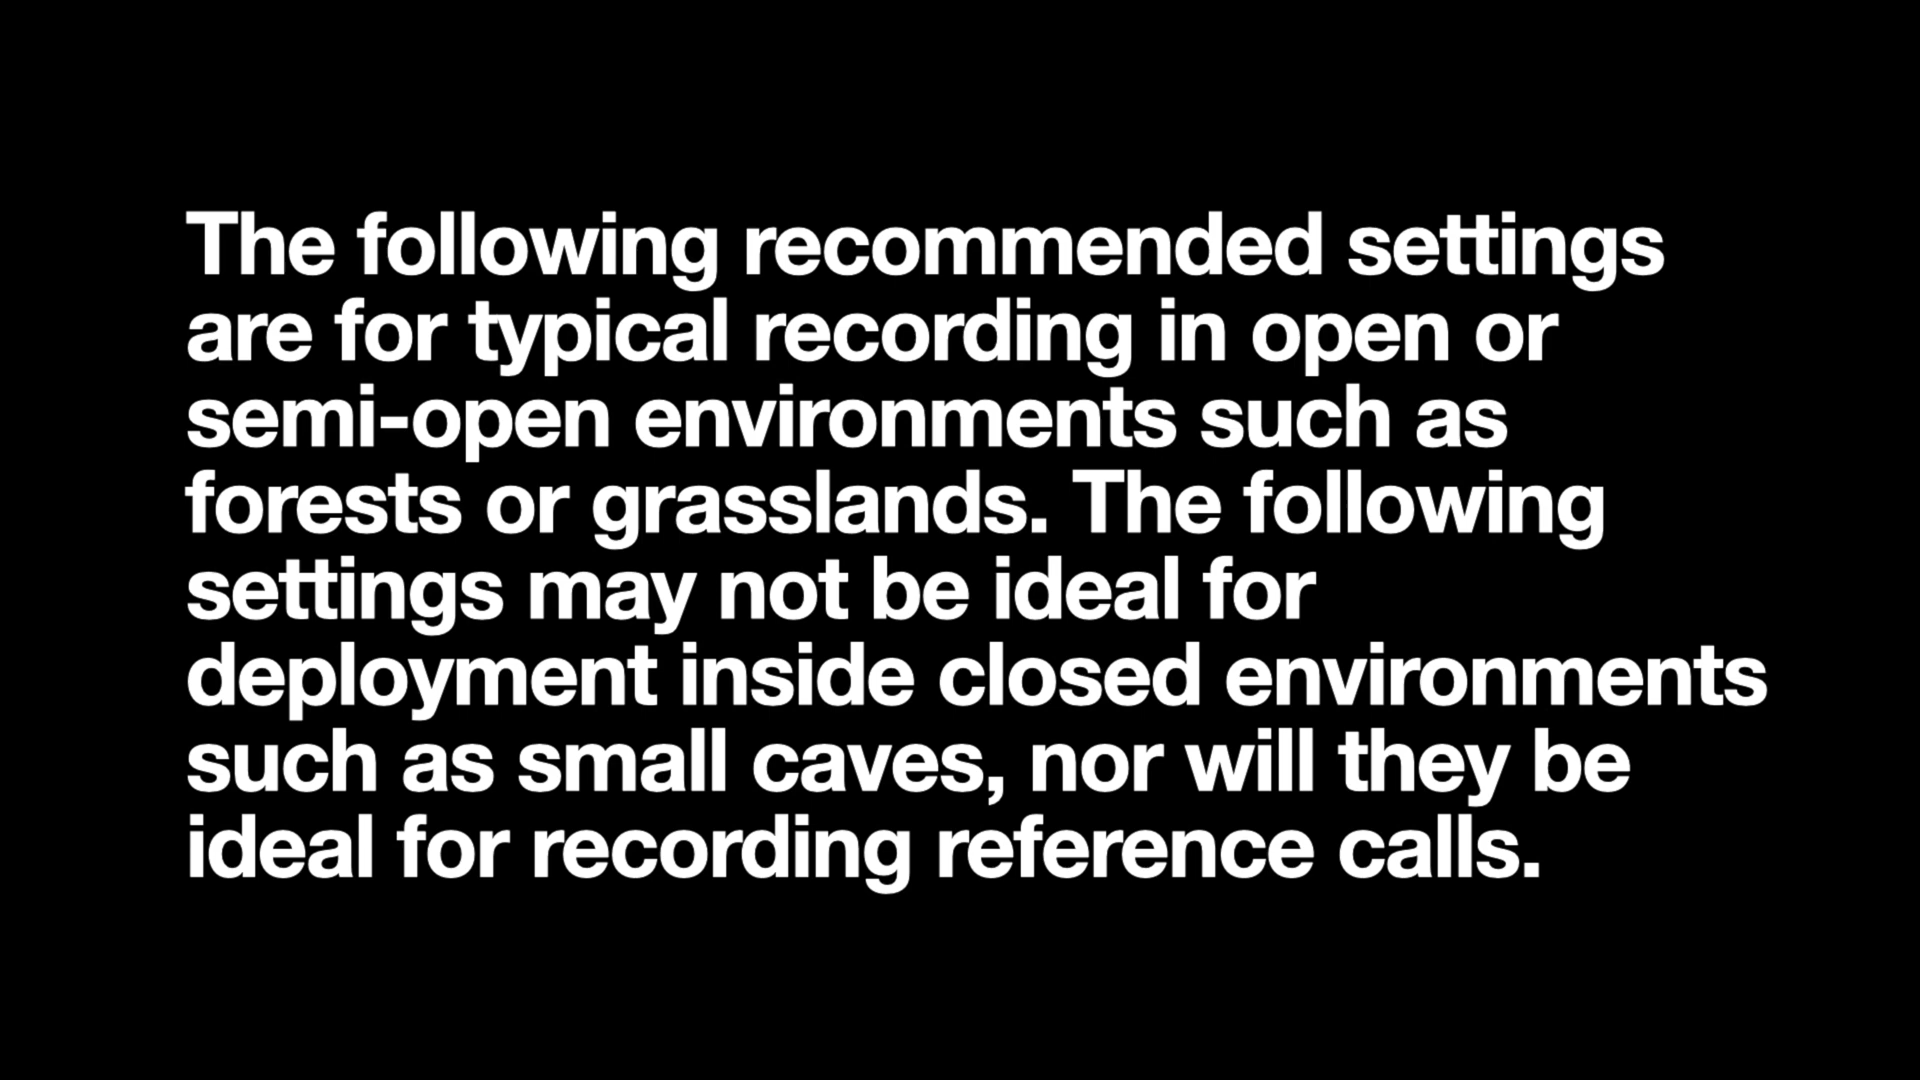 The following recommended settings
are for typical recording in open or
semi-open environments such as
forests or grasslands. The following
settings may not be ideal for
deployment inside closed environments
such as small caves, nor will they be
ideal for recording reference calls.